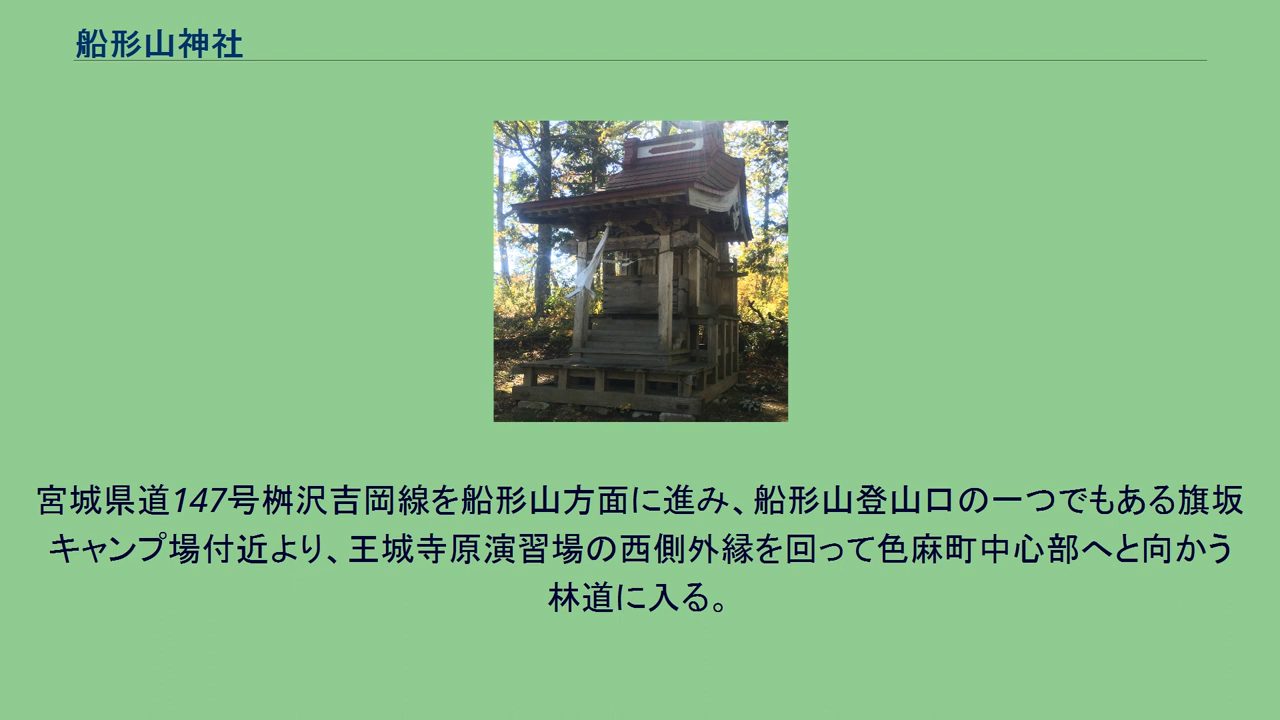 船形山神社
宮城県道147号桝沢吉岡線を船形山方面に進み、船形山登山口の一つでもある旗坂
キャンプ場付近より、王城寺原演習場の西側外縁を回って色麻町中心部へと向かう
林道に入る。